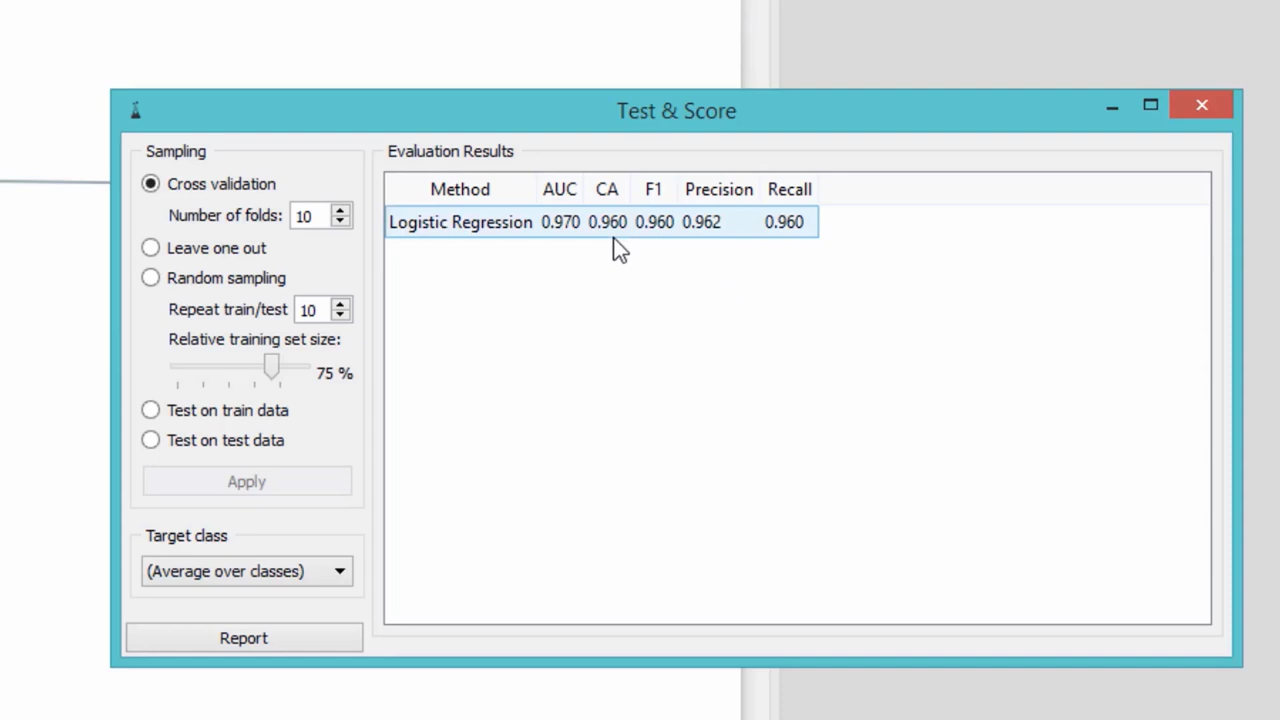 Test & Score
Sampling
Cross validation
Number of folds: 10
Leave one out
Random sampling
Repeat train/test 10
Relative training set size:
75 %
Test on train data
Test on test data
Apply
Target class
(Average over classes)
Report
Evaluation Results
Method AUC CA F1 Precision Recall
Logistic Regression 0.970 0.960 0.960 0.962 0.960